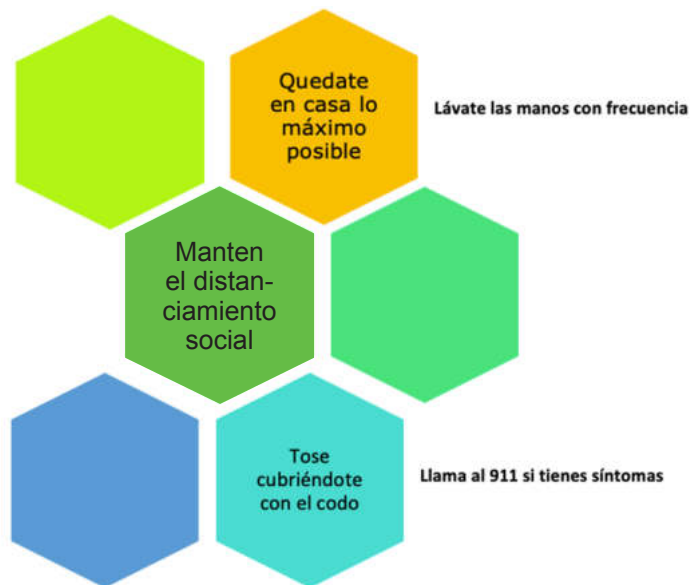 Quedate
en casa lo
máximo
posible
Lávate las manos con frecuencia
Manten
el distan-
ciamiento
social
Tose
cubriéndote
con el codo
Llama al 911 si tienes síntomas